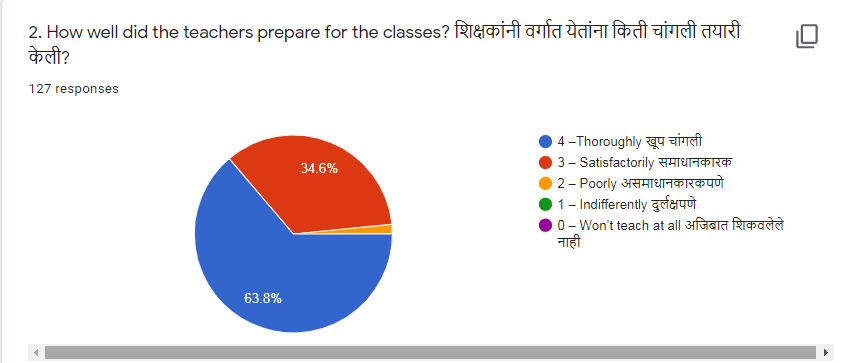 2. How well did the teachers prepare for the classes? शिक्षकांनी वर्गात येतांना किती चांगली तयारी
केली?
127 responses
34.6%
63.8%
4 –Thoroughly खूप चांगली
3 – Satisfactorily समाधानकारक
2 – Poorly असमाधानकारकपणे
1 – Indifferently दुर्लक्षपणे
0 – Won't teach at all अजिबात शिकवलेले
नाही